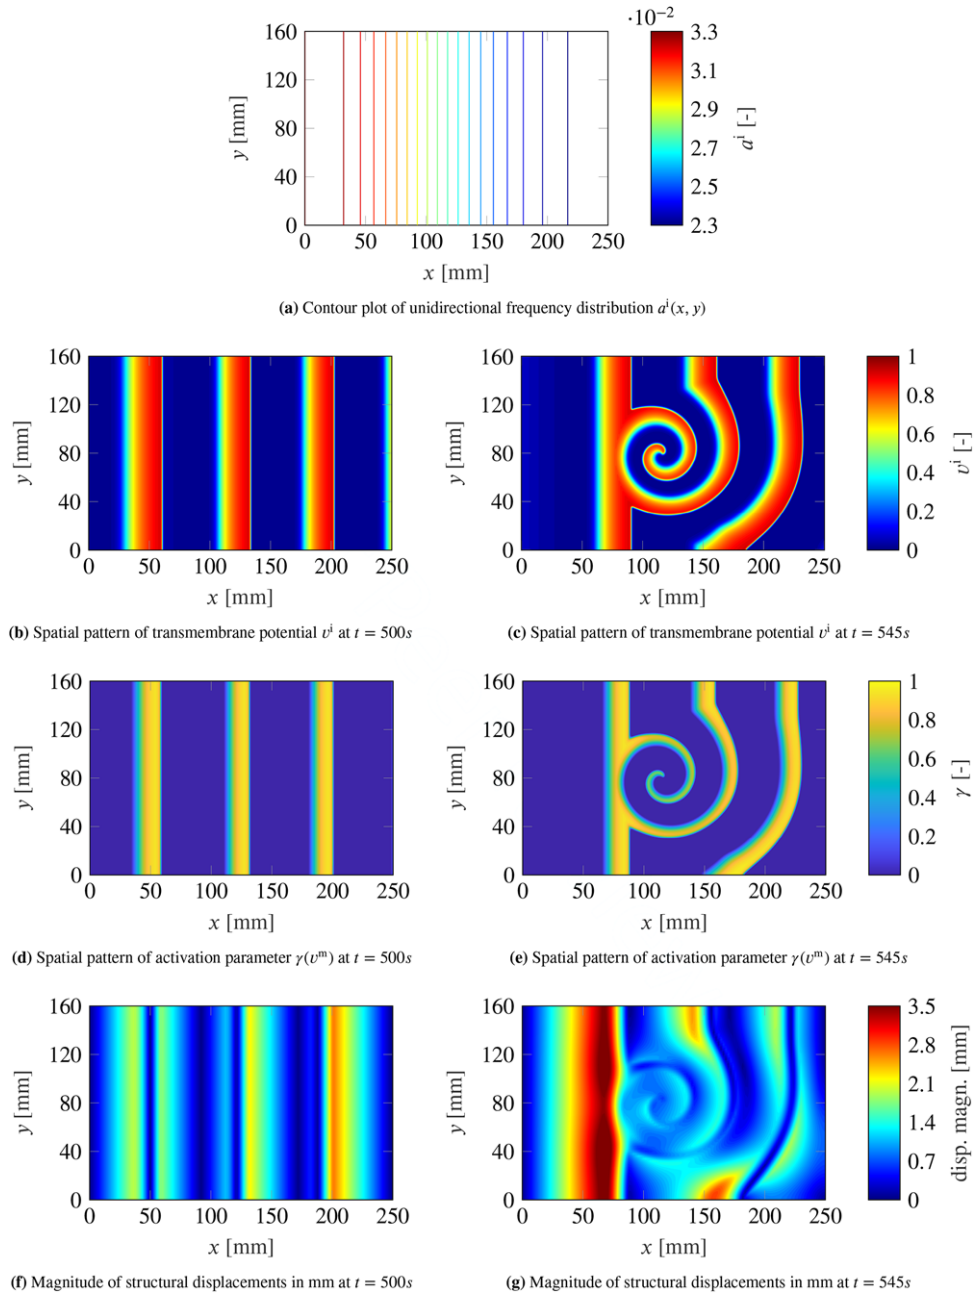 ·10⁻²
160
120
80
40
0
y [mm]
0 50 100 150 200 250
x [mm]
3.3
3.1
2.9
2.7
2.5
2.3
aⁱ [-]
(a) Contour plot of unidirectional frequency distribution aⁱ(x, y)
160
120
80
40
0
y [mm]
0 50 100 150 200 250
x [mm]
(b) Spatial pattern of transmembrane potential vⁱ at t = 500s
160
120
80
40
0
y [mm]
0 50 100 150 200 250
x [mm]
1
0.8
0.6
0.4
0.2
0
vⁱ [-]
(c) Spatial pattern of transmembrane potential vⁱ at t = 545s
160
120
80
40
0
y [mm]
0 50 100 150 200 250
x [mm]
(d) Spatial pattern of activation parameter γ(vᵐ) at t = 500s
160
120
80
40
0
y [mm]
0 50 100 150 200 250
x [mm]
1
0.8
0.6
0.4
0.2
0
γ [-]
(e) Spatial pattern of activation parameter γ(vᵐ) at t = 545s
160
120
80
40
0
y [mm]
0 50 100 150 200 250
x [mm]
(f) Magnitude of structural displacements in mm at t = 500s
160
120
80
40
0
y [mm]
0 50 100 150 200 250
x [mm]
3.5
2.8
2.1
1.4
0.7
0
disp. magn. [mm]
(g) Magnitude of structural displacements in mm at t = 545s